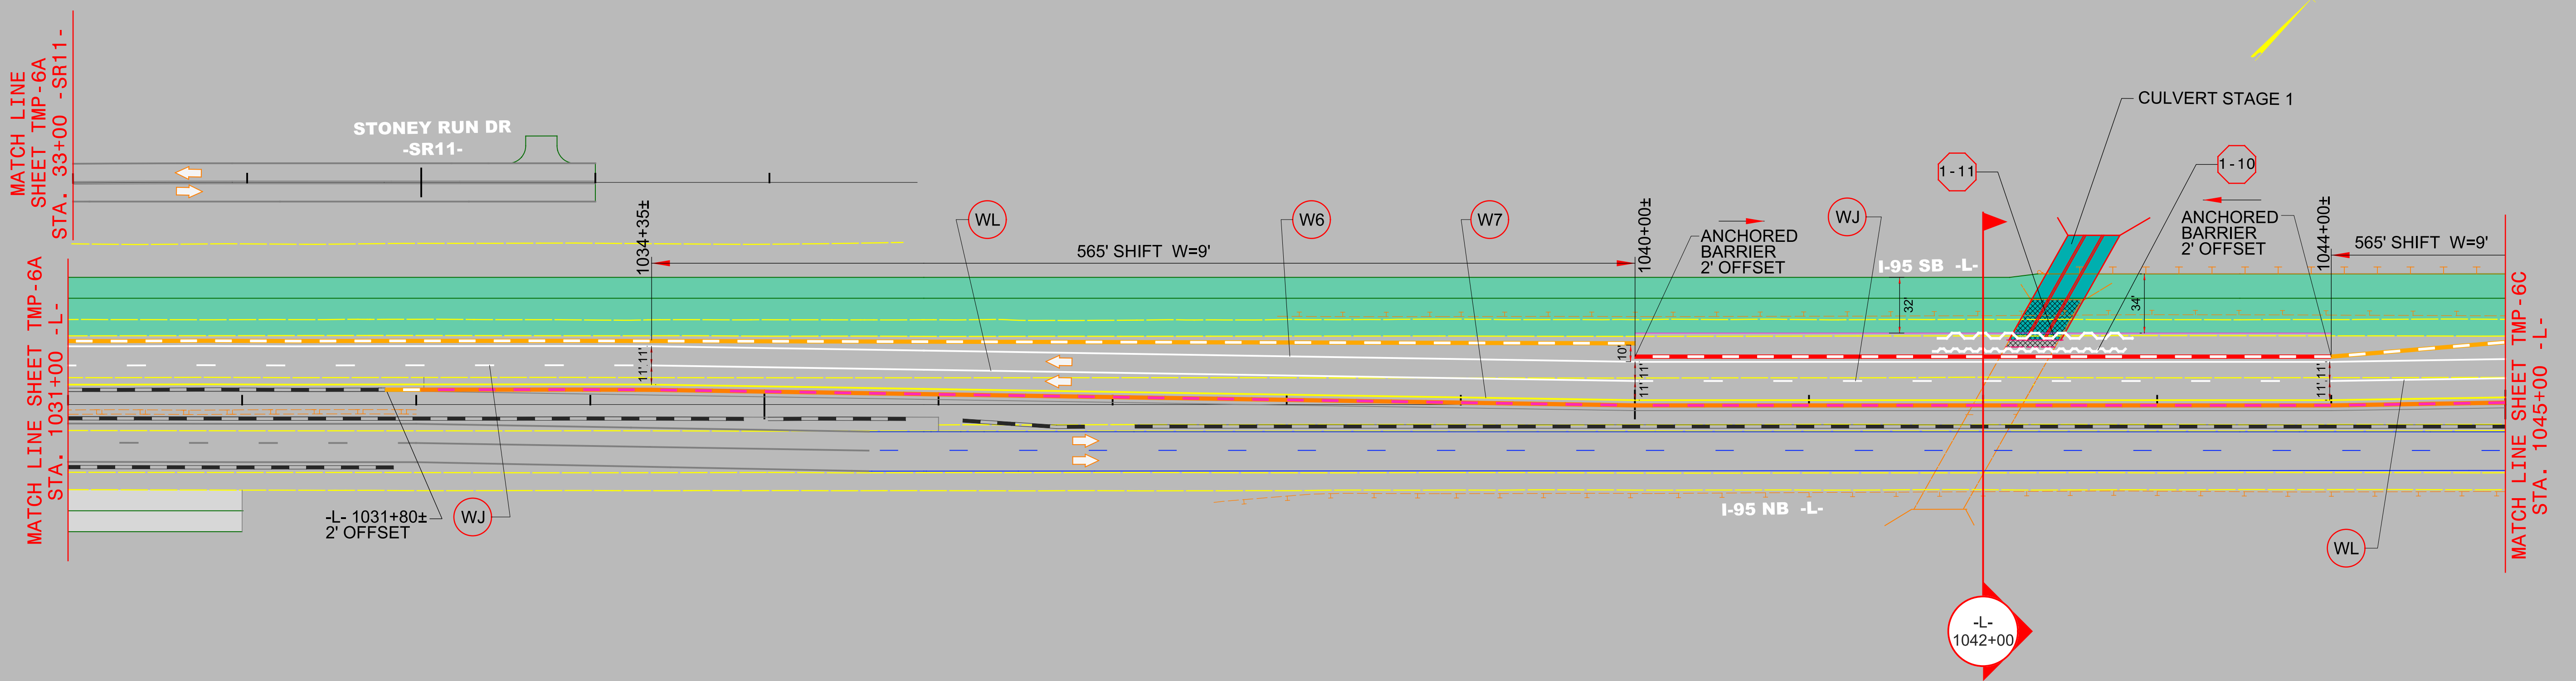 MATCH LINE
SHEET TMP-6A
STA. 33+00 -SR11-
STONEY RUN DR
-SR11-
MATCH LINE SHEET TMP-6A
STA. 1031+00 -L-
1034+35±
565' SHIFT W=9'
WL
W6
W7
1040+00±
ANCHORED
BARRIER
2' OFFSET
WJ
I-95 SB -L-
32'
1-11
CULVERT STAGE 1
1-10
34'
ANCHORED
BARRIER
2' OFFSET
1044+00±
565' SHIFT W=9'
11' 11'
10'
11' 11'
11' 11'
-L- 1031+80±
2' OFFSET
WJ
I-95 NB -L-
WL
-L-
1042+00
MATCH LINE SHEET TMP-6C
STA. 1045+00 -L-